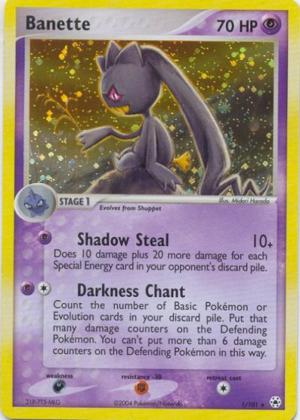 Banette
70 HP
Illus. Midori Harada
STAGE 1
Evolves from Shuppet
Shadow Steal 10+
Does 10 damage plus 20 more damage for each
Special Energy card in your opponent's discard pile.
Darkness Chant
Count the number of Basic Pokémon or
Evolution cards in your discard pile. Put that
many damage counters on the Defending
Pokémon. You can't put more than 6 damage
counters on the Defending Pokémon in this way.
weakness resistance -30 retreat cost
©2004 Pokémon/Nintendo
1/101 ★